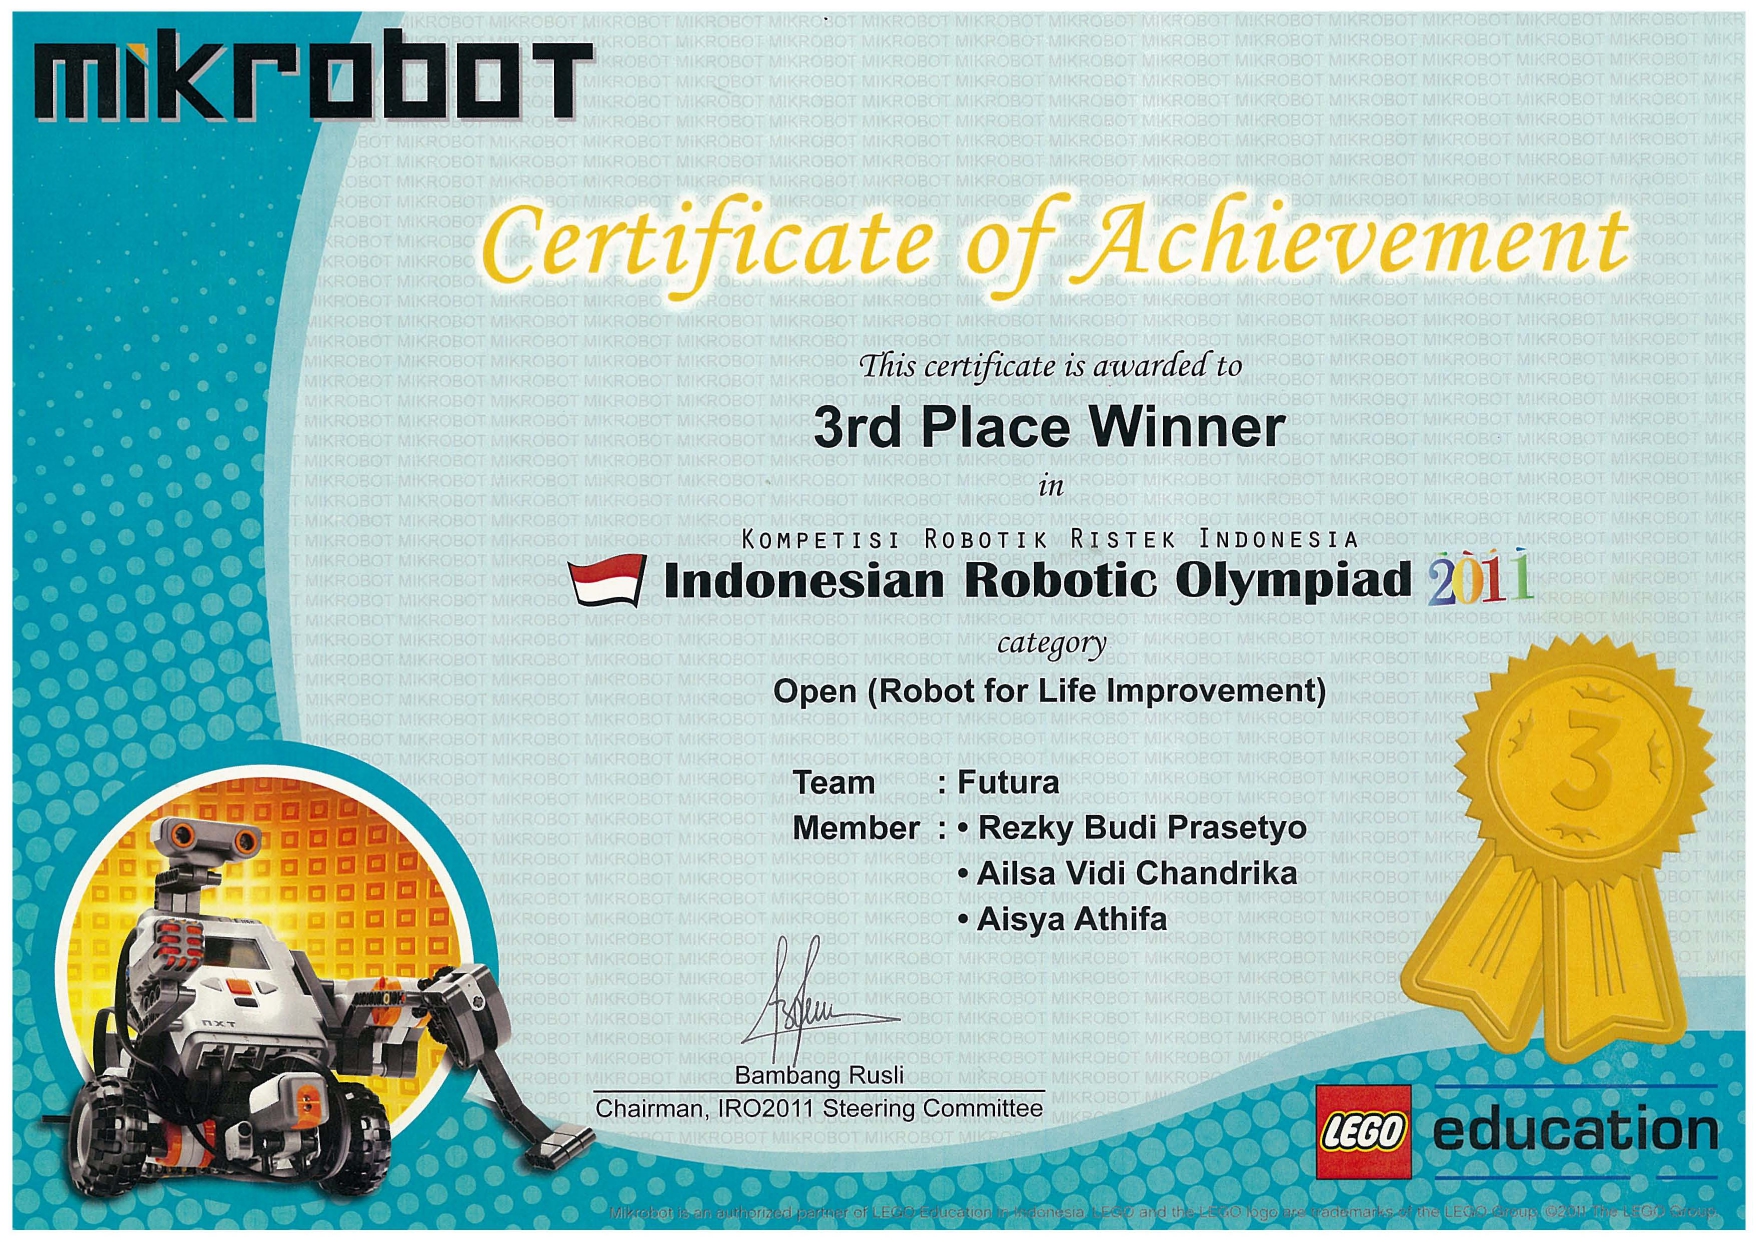 mikrobot
Certificate of Achievement
This certificate is awarded to
3rd Place Winner
in
KOMPETISI ROBOTIK RISTEK INDONESIA
Indonesian Robotic Olympiad 2011
category
Open (Robot for Life Improvement)
Team : Futura
Member : • Rezky Budi Prasetyo
• Ailsa Vidi Chandrika
• Aisya Athifa
3
NXT
Bambang Rusli
Chairman, IRO2011 Steering Committee
LEGO education
Mikrobot is an authorized partner of LEGO Education in Indonesia. LEGO and the LEGO logo are trademarks of the LEGO Group. ©2011 The LEGO Group.